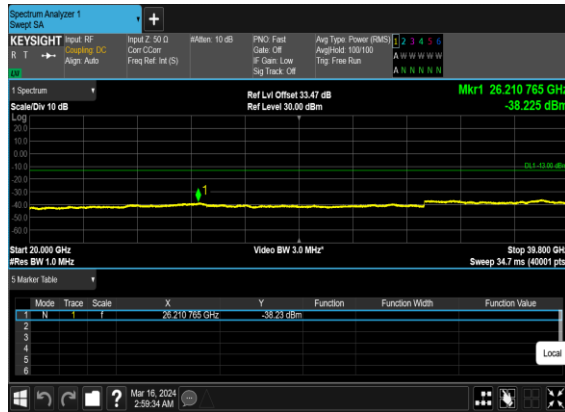 Spectrum Analyzer 1
Swept SA
+
KEYSIGHT Input: RF Input Z: 50 Ω #Atten: 10 dB PNO: Fast Avg Type: Power (RMS) 1 2 3 4 5 6
R T Coupling: DC Corr CCorr Gate: Off Avg|Hold: 100/100 A W W W W W
Align: Auto Freq Ref: Int (S) IF Gain: Low Trig: Free Run
Sig Track: Off A N N N N N
LU
1 Spectrum Ref Lvl Offset 33.47 dB Mkr1 26.210 765 GHz
Scale/Div 10 dB Ref Level 30.00 dBm -38.225 dBm
Log
20.0
10.0
0.00
-10.0 DL1 -13.00 dBm
-20.0
-30.0 1
-40.0
-50.0
-60.0
Start 20.000 GHz Video BW 3.0 MHz* Stop 39.800 GHz
#Res BW 1.0 MHz Sweep 34.7 ms (40001 pts
5 Marker Table
Mode Trace Scale X Y Function Function Width Function Value
1 N 1 f 26.210 765 GHz -38.23 dBm
2
3
4
5
6
Local
? Mar 16, 2024
2:59:34 AM